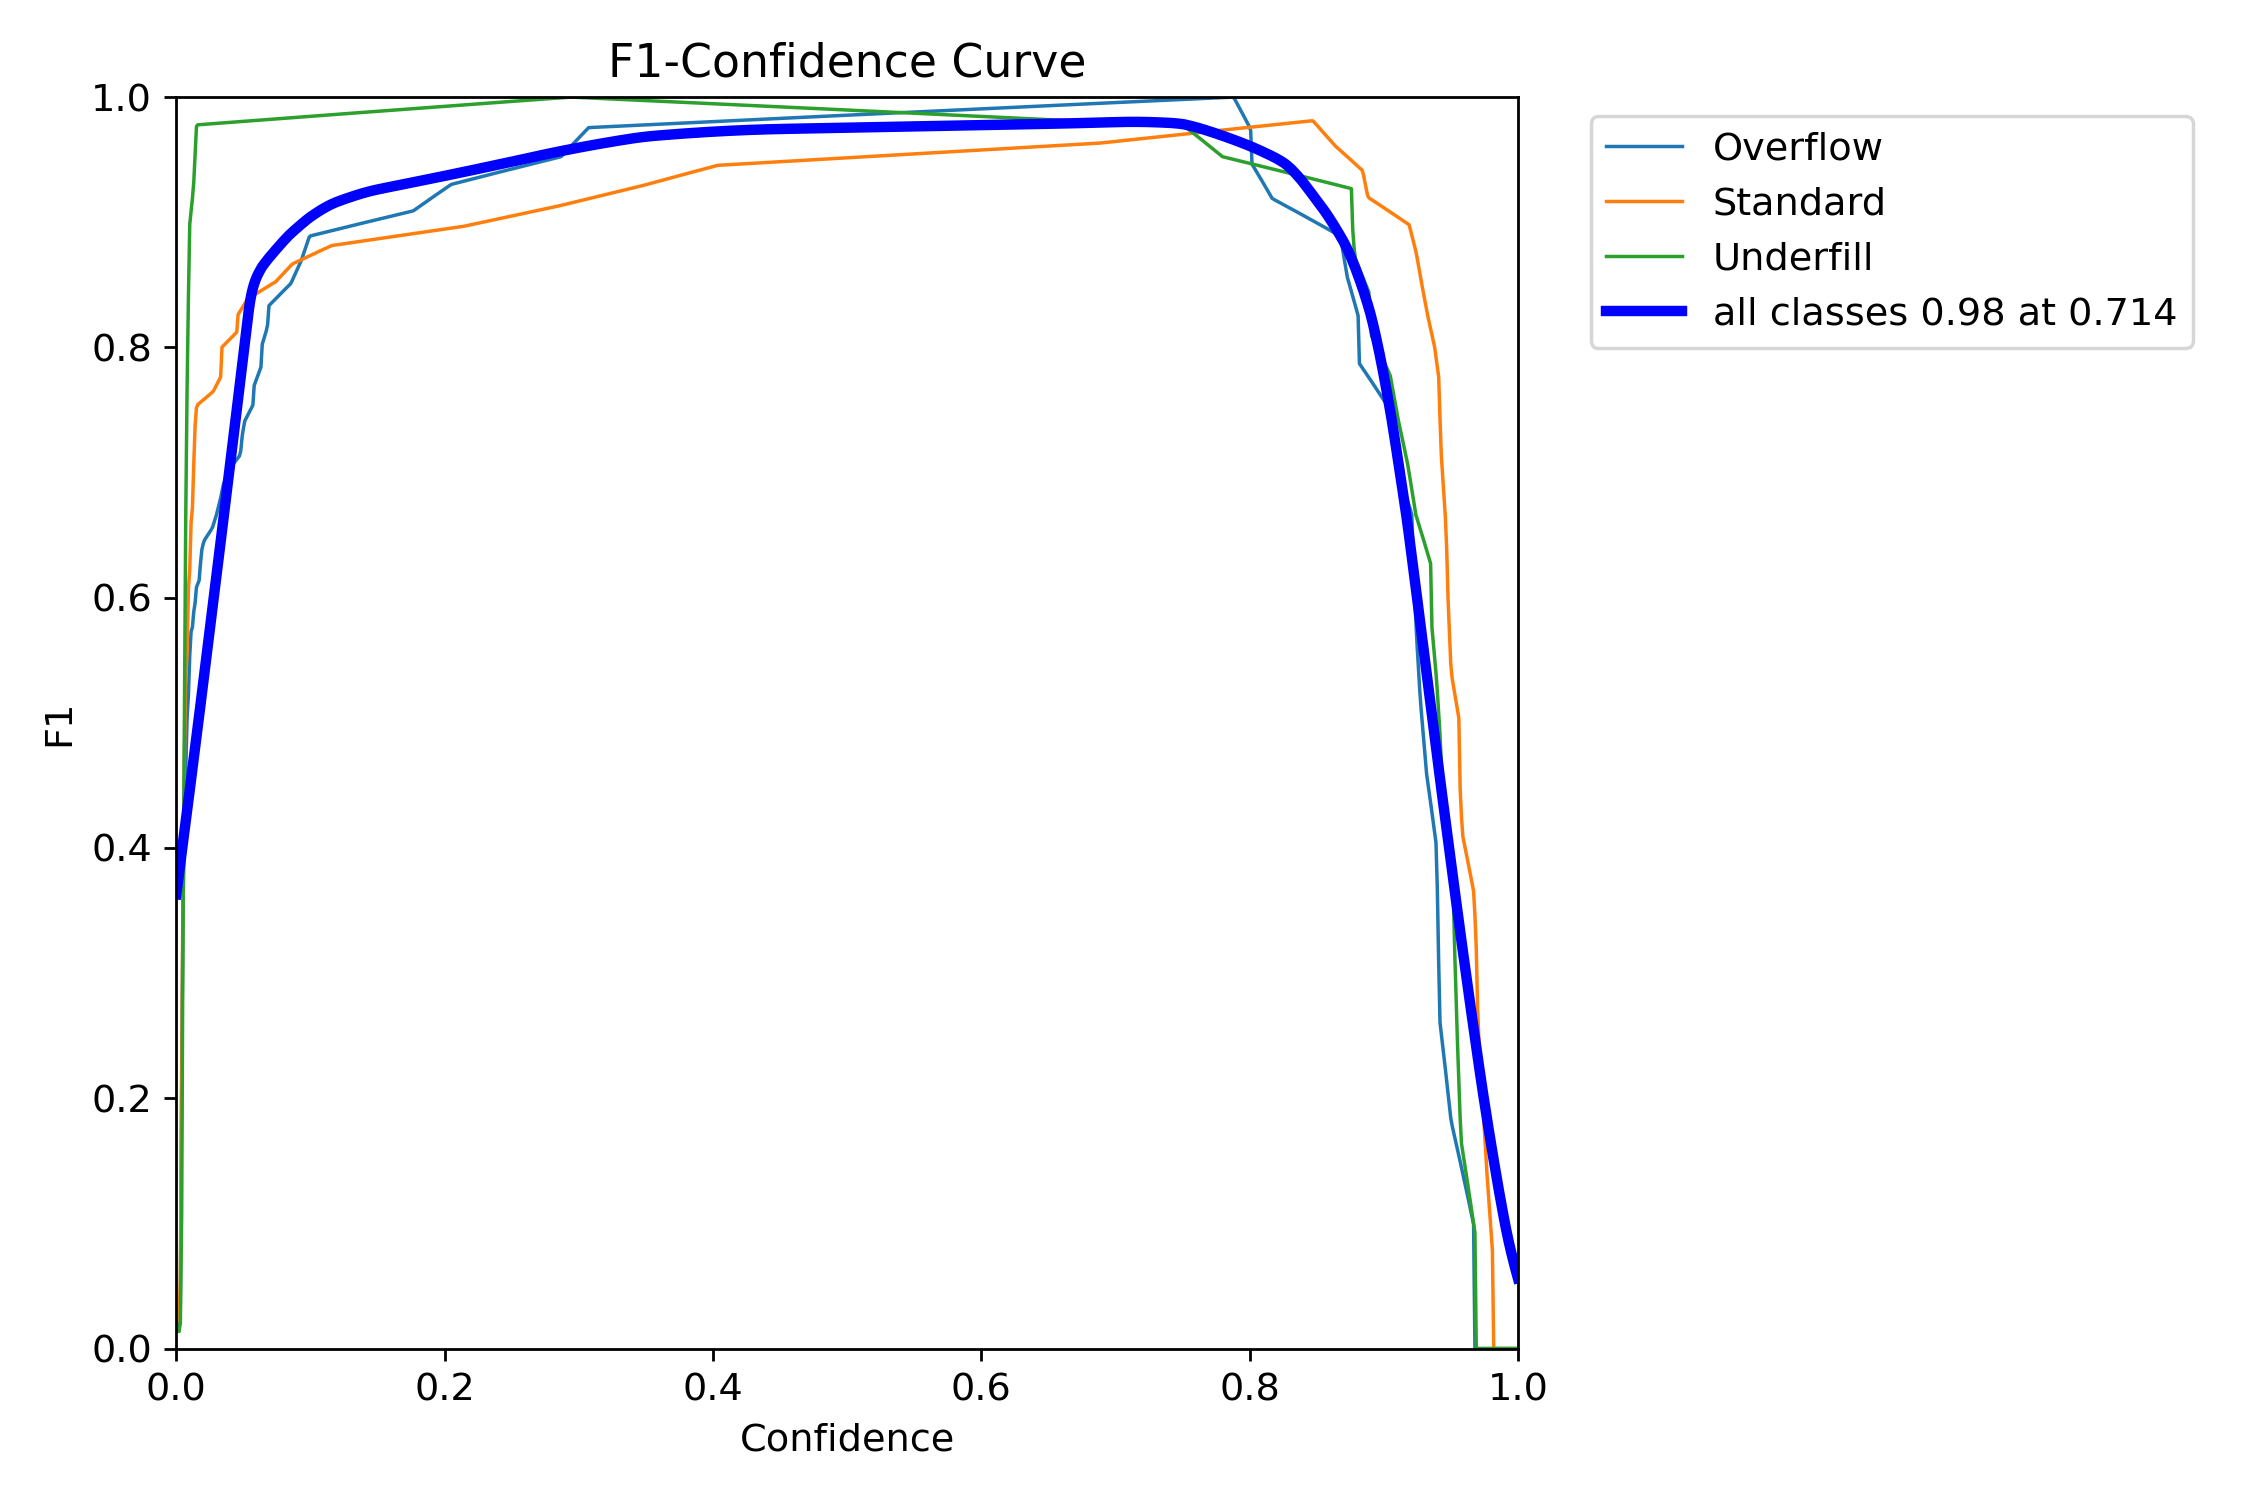 F1-Confidence Curve
1.0
0.8
0.6
0.4
0.2
0.0
F1
0.0 0.2 0.4 0.6 0.8 1.0
Confidence
Overflow
Standard
Underfill
all classes 0.98 at 0.714